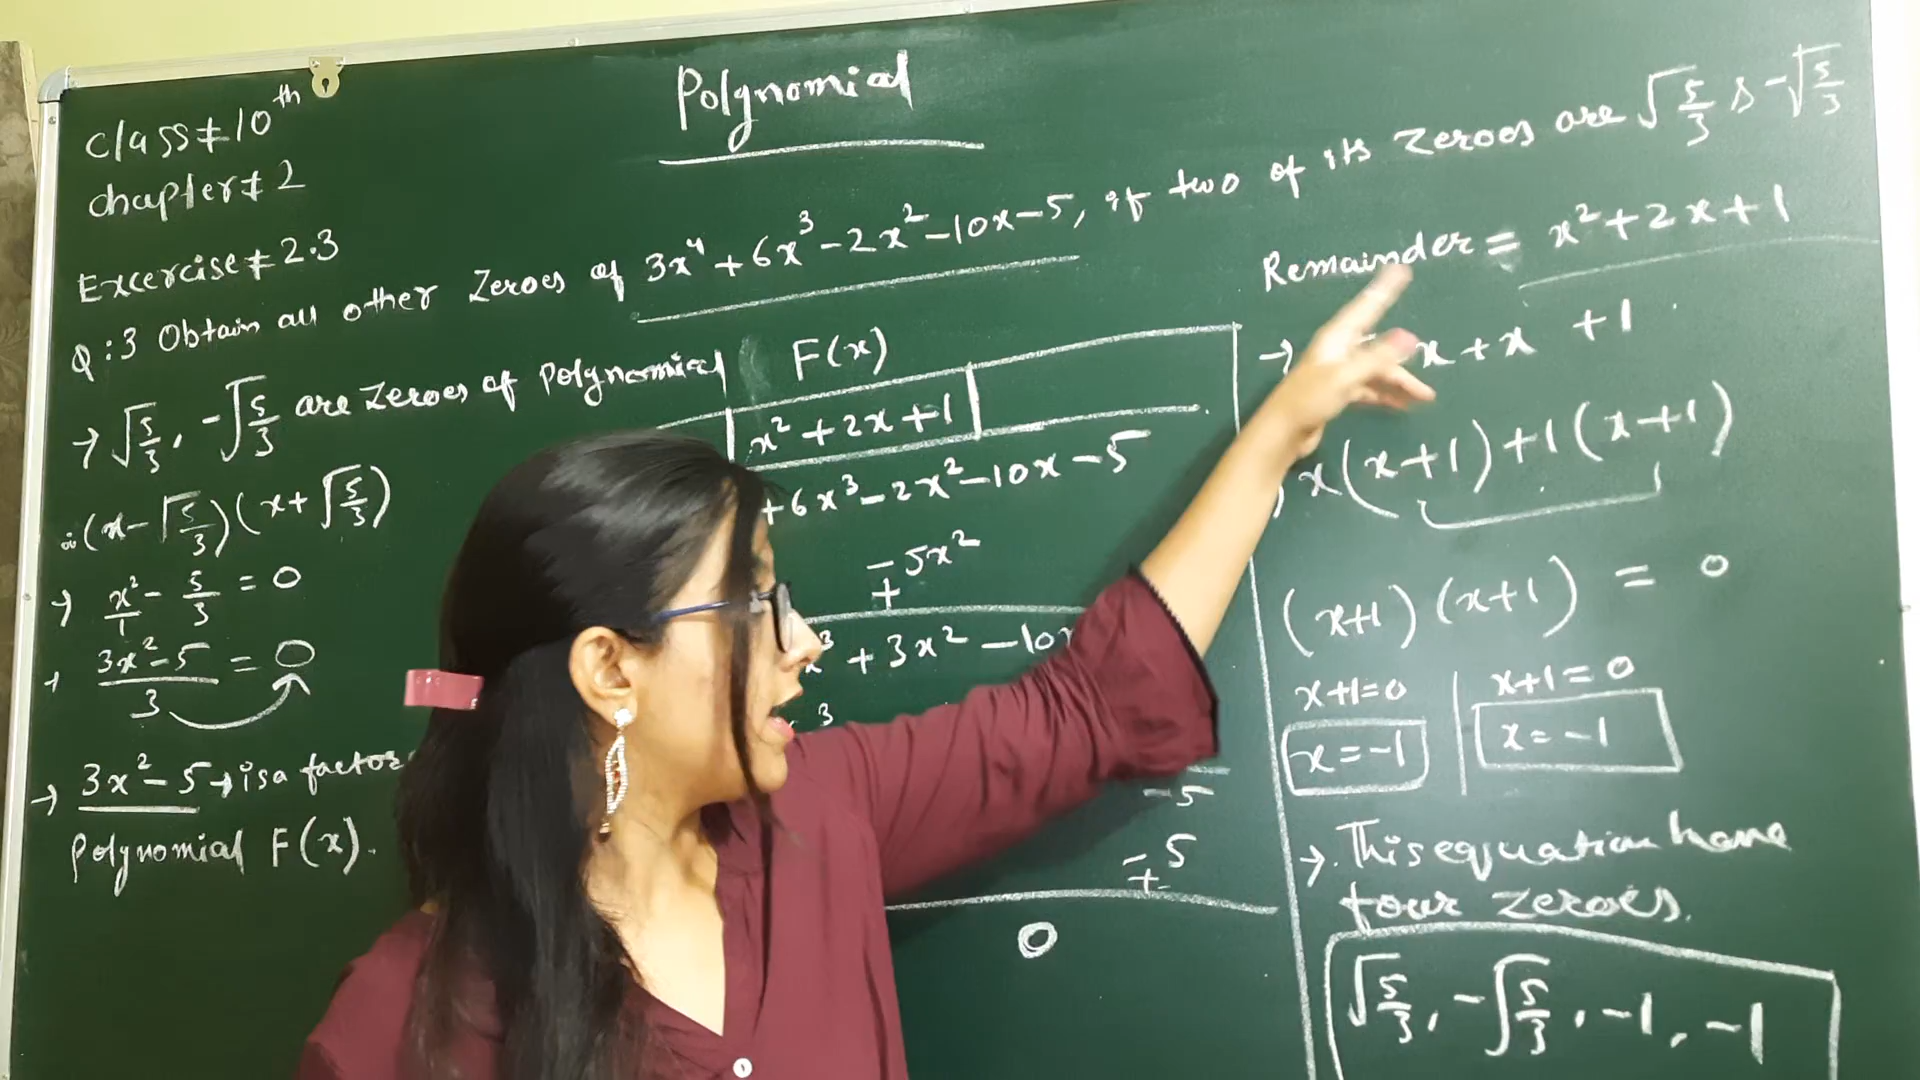 Polynomial
Class ≠ 10th
Chapter ≠ 2
Excercise ≠ 2.3
Q:3 Obtain all other Zeroes of 3x⁴+6x³-2x²-10x-5, if two of its Zeroes are √5/3 & -√5/3
→ √5/3, -√5/3 are Zeroes of Polynomial
∴ (x-√5/3)(x+√5/3)
→ x²/1 - 5/3 = 0
→ 3x²-5/3 = 0
→ 3x²-5 → is a factor
Polynomial F(x).
F(x)
x²+2x+1
+6x³-2x²-10x-5
-5x²
+
x³+3x²-10x
3
-5
-5
+
0
Remainder = x²+2x+1
→ x+x +1
x(x+1)+1(x+1)
(x+1)(x+1) = 0
x+1=0 | x+1=0
x=-1 | x=-1
→. This equation have
four zeroes.
√5/3, -√5/3, -1, -1